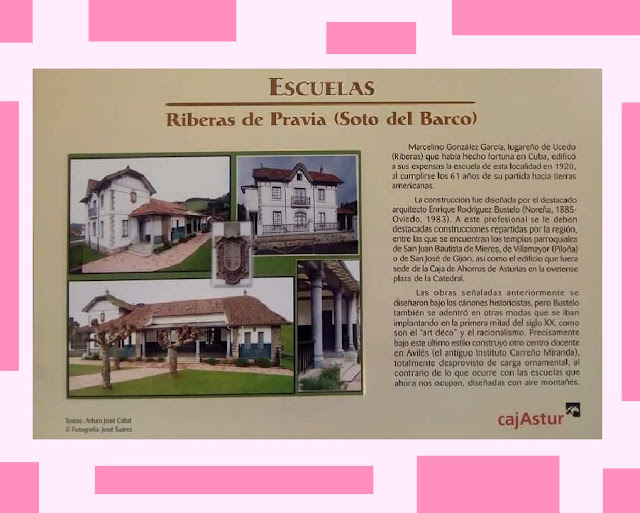 ESCUELAS
Riberas de Pravia (Soto del Barco)
Marcelino González García, lugareño de Ucedo
(Riberas) que había hecho fortuna en Cuba, edificó
a sus expensas la escuela de esta localidad en 1920,
al cumplirse los 61 años de su partida hacia tierras
americanas.
La construcción fue diseñada por el destacado
arquitecto Enrique Rodríguez Bustelo (Noreña, 1885-
Oviedo, 1983). A este profesional se le deben
destacadas construcciones repartidas por la región,
entre las que se encuentran los templos parroquiales
de San Juan Bautista de Mieres, de Villamayor (Piloña)
o de San José de Gijón, así como el edificio que fuera
sede de la Caja de Ahorros de Asturias en la ovetense
plaza de la Catedral.
Las obras señaladas anteriormente se
diseñaron bajo los cánones historicistas, pero Bustelo
también se adentró en otras modas que se iban
implantando en la primera mitad del siglo XX, como
son el "art déco" y el racionalismo. Precisamente
bajo este último estilo construyó otro centro docente
en Avilés (el antiguo Instituto Carreño Miranda),
totalmente desprovisto de carga ornamental, al
contrario de lo que ocurre con las escuelas que
ahora nos ocupan, diseñadas con aire montañés.
Textos: Arturo José Cabal
© Fotografía: José Suárez
cajAstur